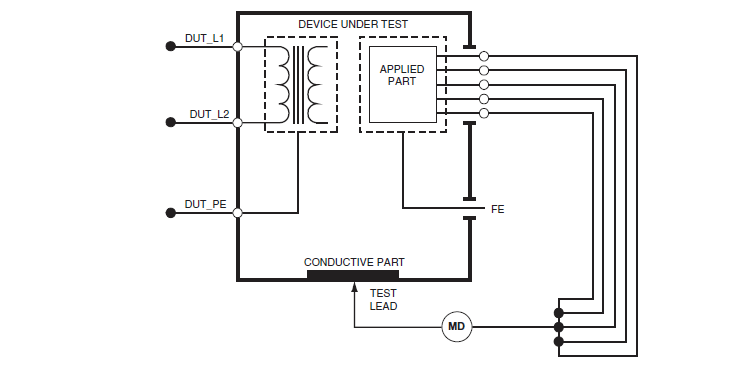 DEVICE UNDER TEST
DUT_L1
APPLIED
PART
DUT_L2
DUT_PE
FE
CONDUCTIVE PART
TEST
LEAD
MD